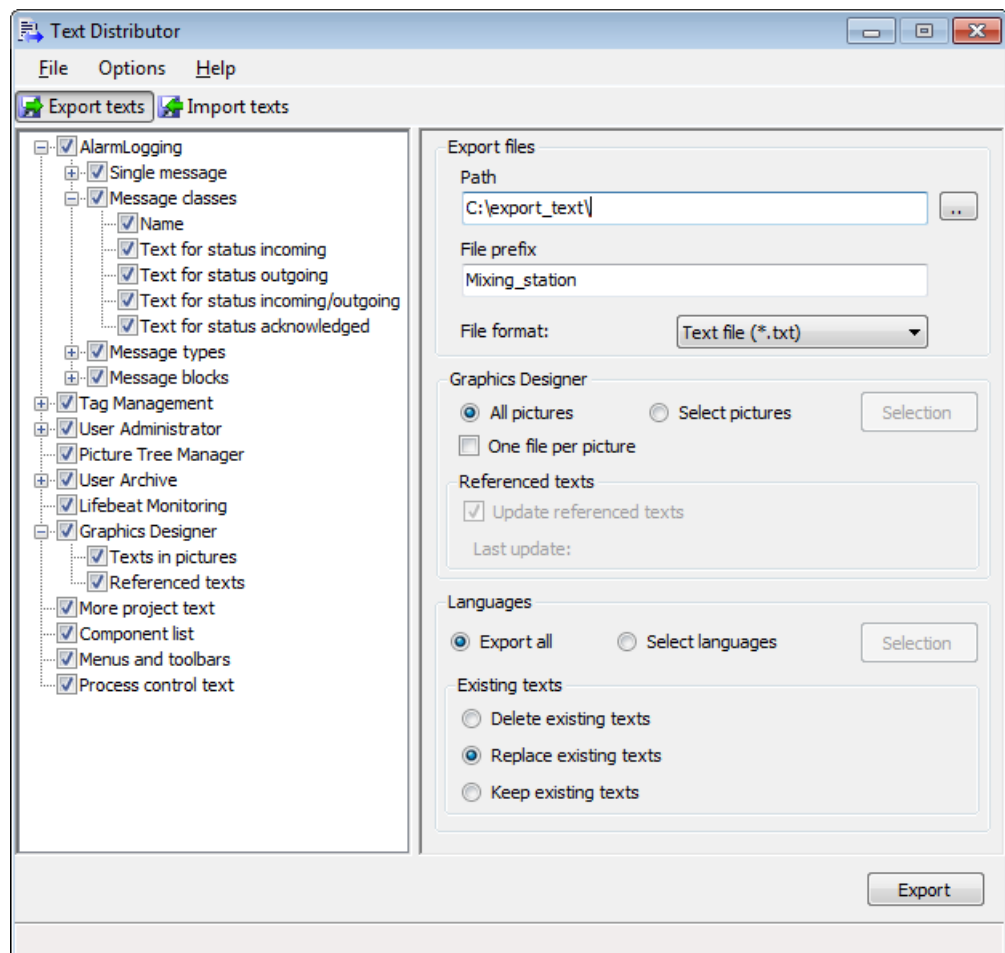 Text Distributor
File Options Help
Export texts Import texts
AlarmLogging
Single message
Message classes
Name
Text for status incoming
Text for status outgoing
Text for status incoming/outgoing
Text for status acknowledged
Message types
Message blocks
Tag Management
User Administrator
Picture Tree Manager
User Archive
Lifebeat Monitoring
Graphics Designer
Texts in pictures
Referenced texts
More project text
Component list
Menus and toolbars
Process control text
Export files
Path
C:\export_text\
..
File prefix
Mixing_station
File format: Text file (*.txt)
Graphics Designer
All pictures Select pictures Selection
One file per picture
Referenced texts
Update referenced texts
Last update:
Languages
Export all Select languages Selection
Existing texts
Delete existing texts
Replace existing texts
Keep existing texts
Export